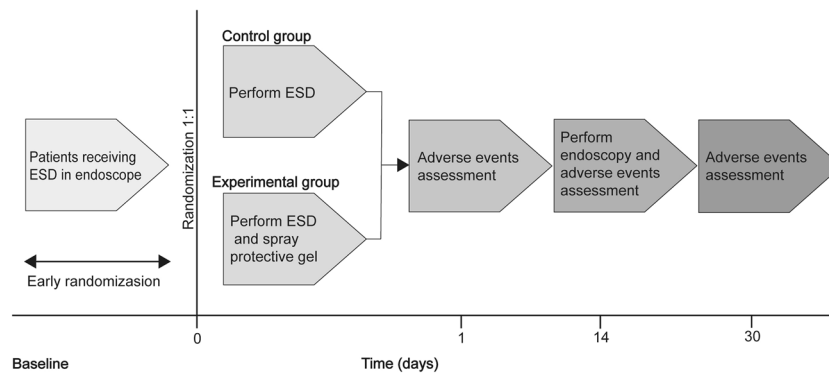 Control group
Perform ESD
Patients receiving
ESD in endoscope
Randomization 1:1
Experimental group
Perform ESD
and spray
protective gel
Adverse events
assessment
Perform
endoscopy and
adverse events
assessment
Adverse events
assessment
Early randomizasion
0
1
14
30
Baseline
Time (days)